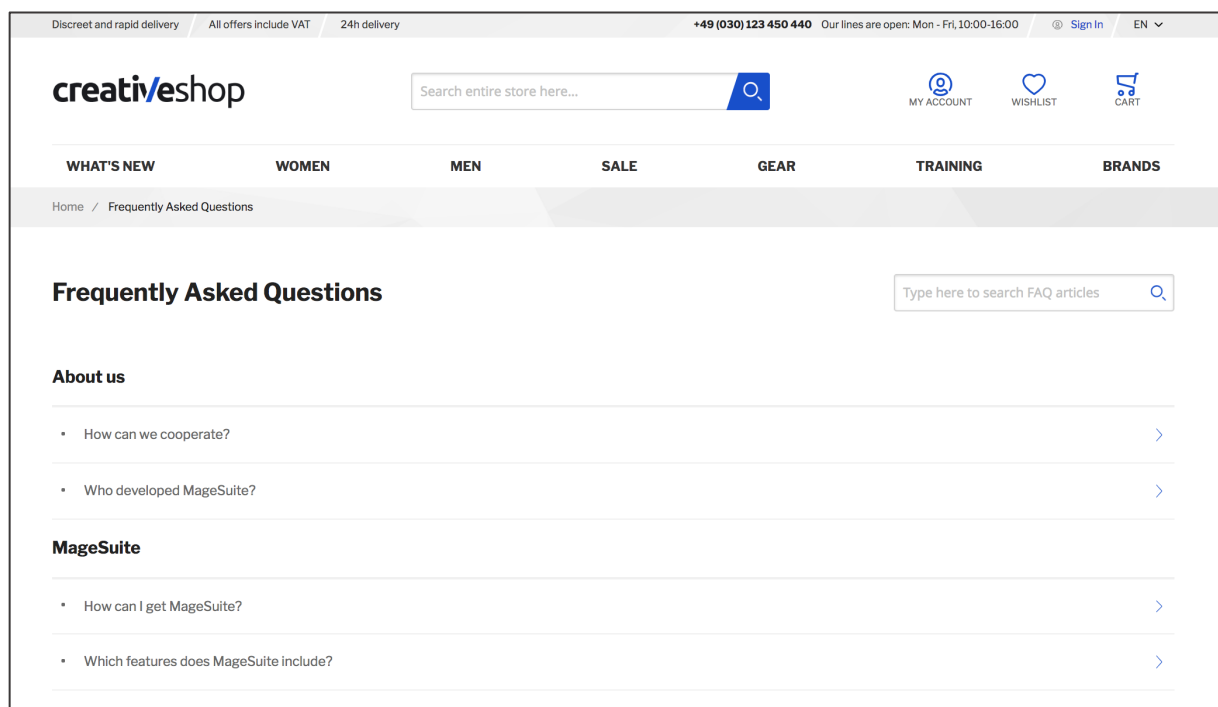 Discreet and rapid delivery All offers include VAT 24h delivery +49 (030) 123 450 440 Our lines are open: Mon - Fri, 10:00-16:00 Sign In EN
creativeshop
Search entire store here...
MY ACCOUNT WISHLIST CART
WHAT'S NEW WOMEN MEN SALE GEAR TRAINING BRANDS
Home / Frequently Asked Questions
Frequently Asked Questions
Type here to search FAQ articles
About us
How can we cooperate?
Who developed MageSuite?
MageSuite
How can I get MageSuite?
Which features does MageSuite include?